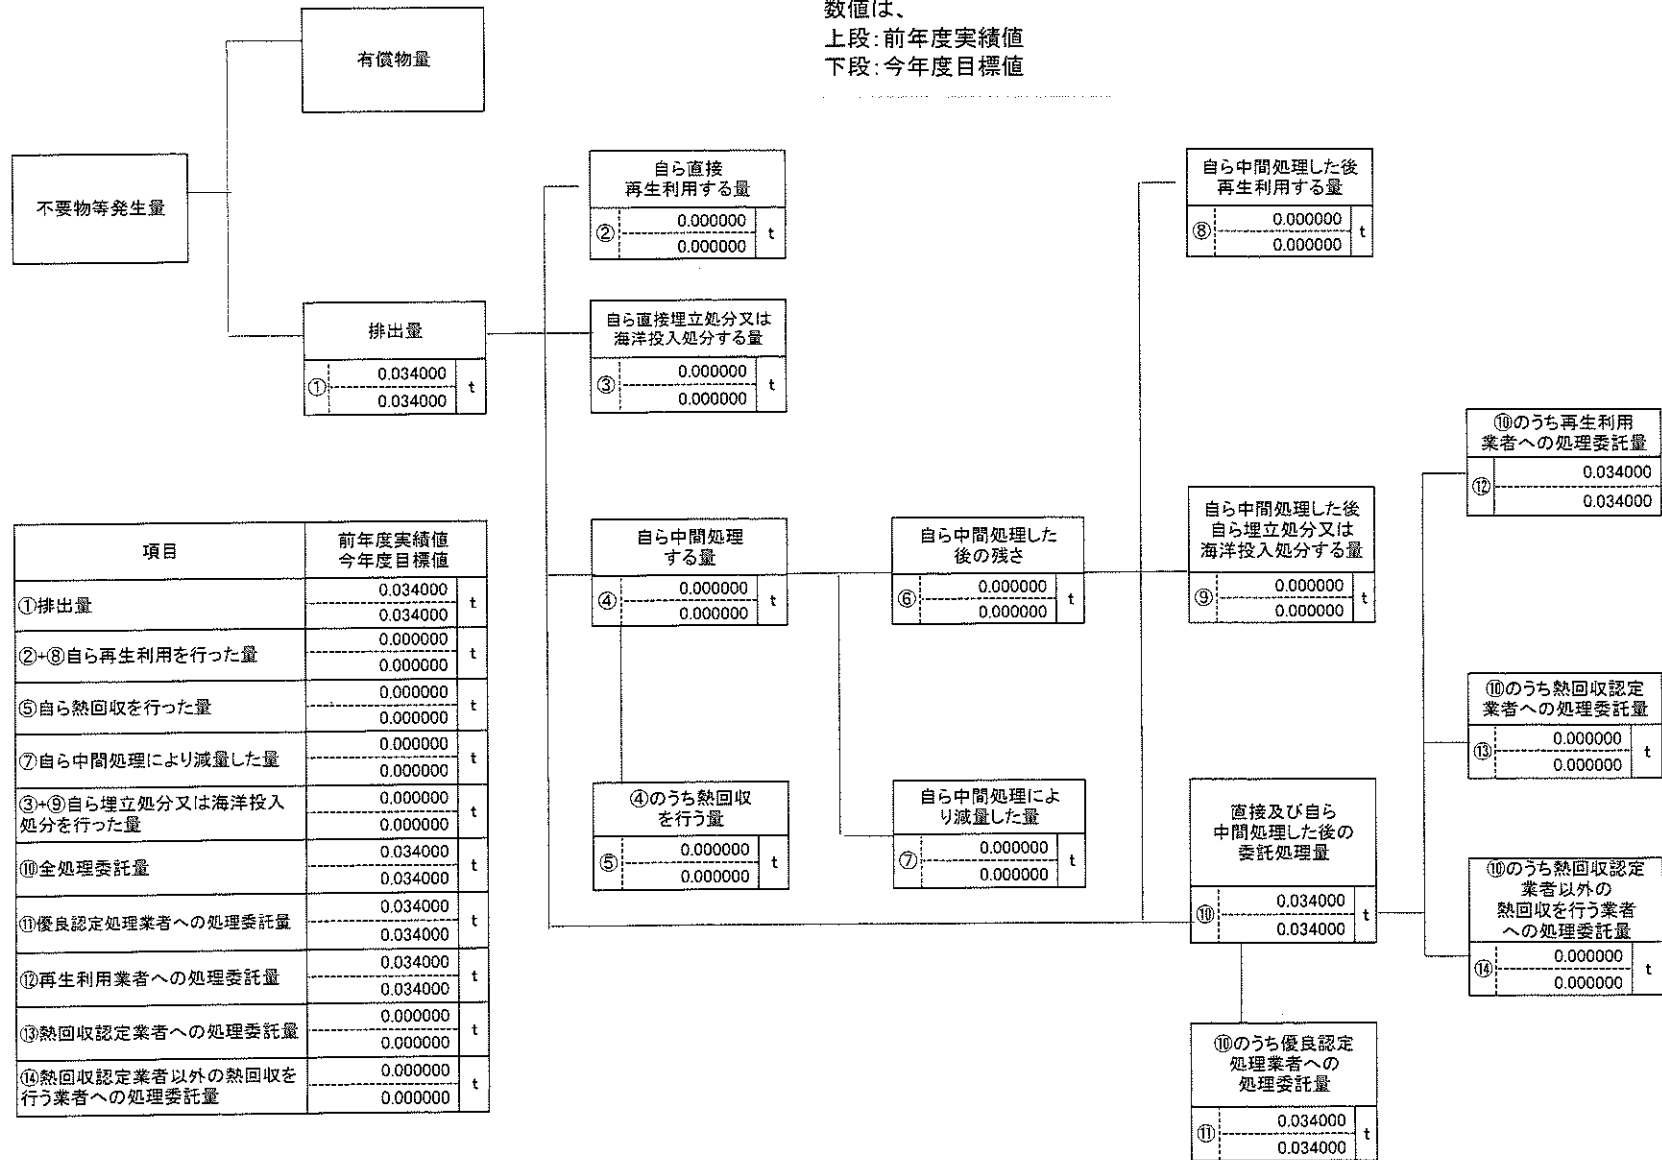 数値は、
上段:前年度実績値
下段:今年度目標値
有償物量
不要物等発生量
排出量
① 0.034000 t
0.034000
自ら直接
再生利用する量
② 0.000000 t
0.000000
自ら直接埋立処分又は
海洋投入処分する量
③ 0.000000 t
0.000000
自ら中間処理
する量
④ 0.000000 t
0.000000
④のうち熱回収
を行う量
⑤ 0.000000 t
0.000000
自ら中間処理した
後の残さ
⑥ 0.000000 t
0.000000
自ら中間処理によ
り減量した量
⑦ 0.000000 t
0.000000
自ら中間処理した後
再生利用する量
⑧ 0.000000 t
0.000000
自ら中間処理した後
自ら埋立処分又は
海洋投入処分する量
⑨ 0.000000 t
0.000000
直接及び自ら
中間処理した後の
委託処理量
⑩ 0.034000 t
0.034000
⑩のうち優良認定
処理業者への
処理委託量
⑪ 0.034000 t
0.034000
⑩のうち再生利用
業者への処理委託量
⑫ 0.034000
0.034000
⑩のうち熱回収認定
業者への処理委託量
⑬ 0.000000 t
0.000000
⑩のうち熱回収認定
業者以外の
熱回収を行う業者
への処理委託量
⑭ 0.000000 t
0.000000
項目 前年度実績値
今年度目標値
①排出量 0.034000 t
0.034000
②+⑧自ら再生利用を行った量 0.000000 t
0.000000
⑤自ら熱回収を行った量 0.000000 t
0.000000
⑦自ら中間処理により減量した量 0.000000 t
0.000000
③+⑨自ら埋立処分又は海洋投入 0.000000 t
処分を行った量 0.000000
⑩全処理委託量 0.034000 t
0.034000
⑪優良認定処理業者への処理委託量 0.034000 t
0.034000
⑫再生利用業者への処理委託量 0.034000 t
0.034000
⑬熱回収認定業者への処理委託量 0.000000 t
0.000000
⑭熱回収認定業者以外の熱回収を 0.000000 t
行う業者への処理委託量 0.000000